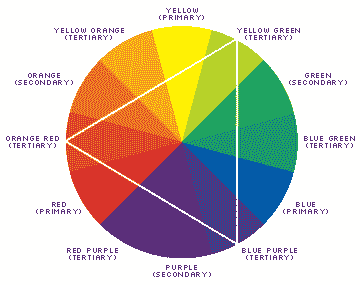 YELLOW
(PRIMARY)
YELLOW ORANGE
(TERTIARY)
YELLOW GREEN
(TERTIARY)
ORANGE
(SECONDARY)
GREEN
(SECONDARY)
ORANGE RED
(TERTIARY)
BLUE GREEN
(TERTIARY)
RED
(PRIMARY)
BLUE
(PRIMARY)
RED PURPLE
(TERTIARY)
BLUE PURPLE
(TERTIARY)
PURPLE
(SECONDARY)